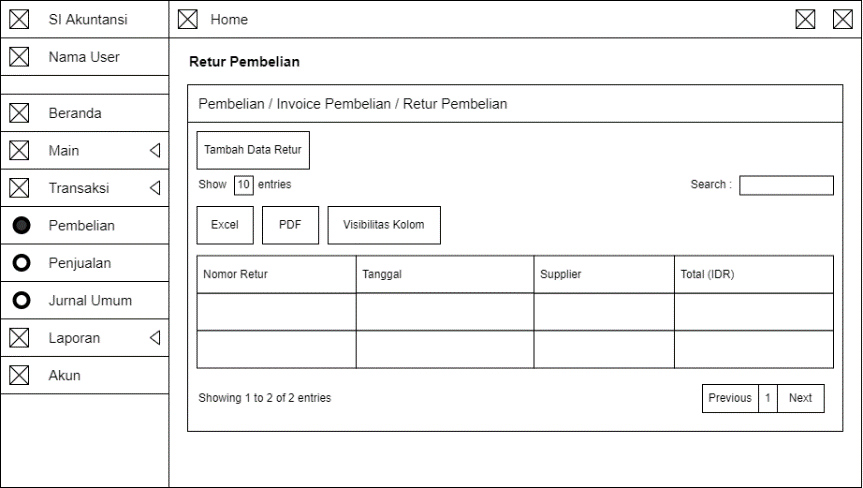 SI Akuntansi
Home
Nama User
Beranda
Main
Transaksi
Pembelian
Penjualan
Jurnal Umum
Laporan
Akun
Retur Pembelian
Pembelian / Invoice Pembelian / Retur Pembelian
Tambah Data Retur
Show 10 entries
Search :
Excel PDF Visibilitas Kolom
Nomor Retur Tanggal Supplier Total (IDR)
Showing 1 to 2 of 2 entries
Previous 1 Next